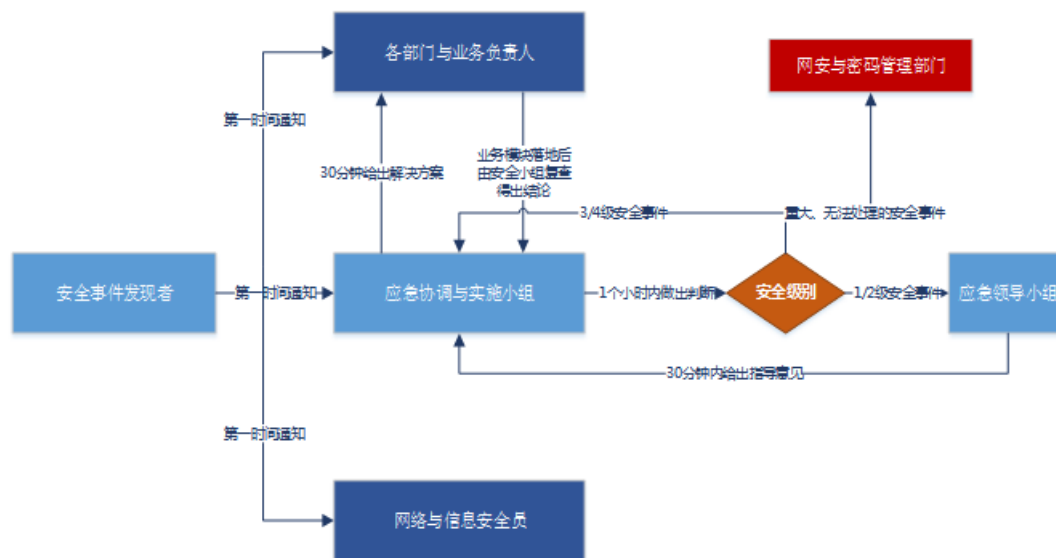 各部门与业务负责人
网安与密码管理部门
第一时间通知
30分钟给出解决方案
业务模块落地后
由安全小组复查
得出结论
3/4级安全事件
重大、无法处理的安全事件
安全事件发现者
第一时间通知
应急协调与实施小组
1个小时内做出判断
安全级别
1/2级安全事件
应急领导小组
30分钟内给出指导意见
第一时间通知
网络与信息安全员